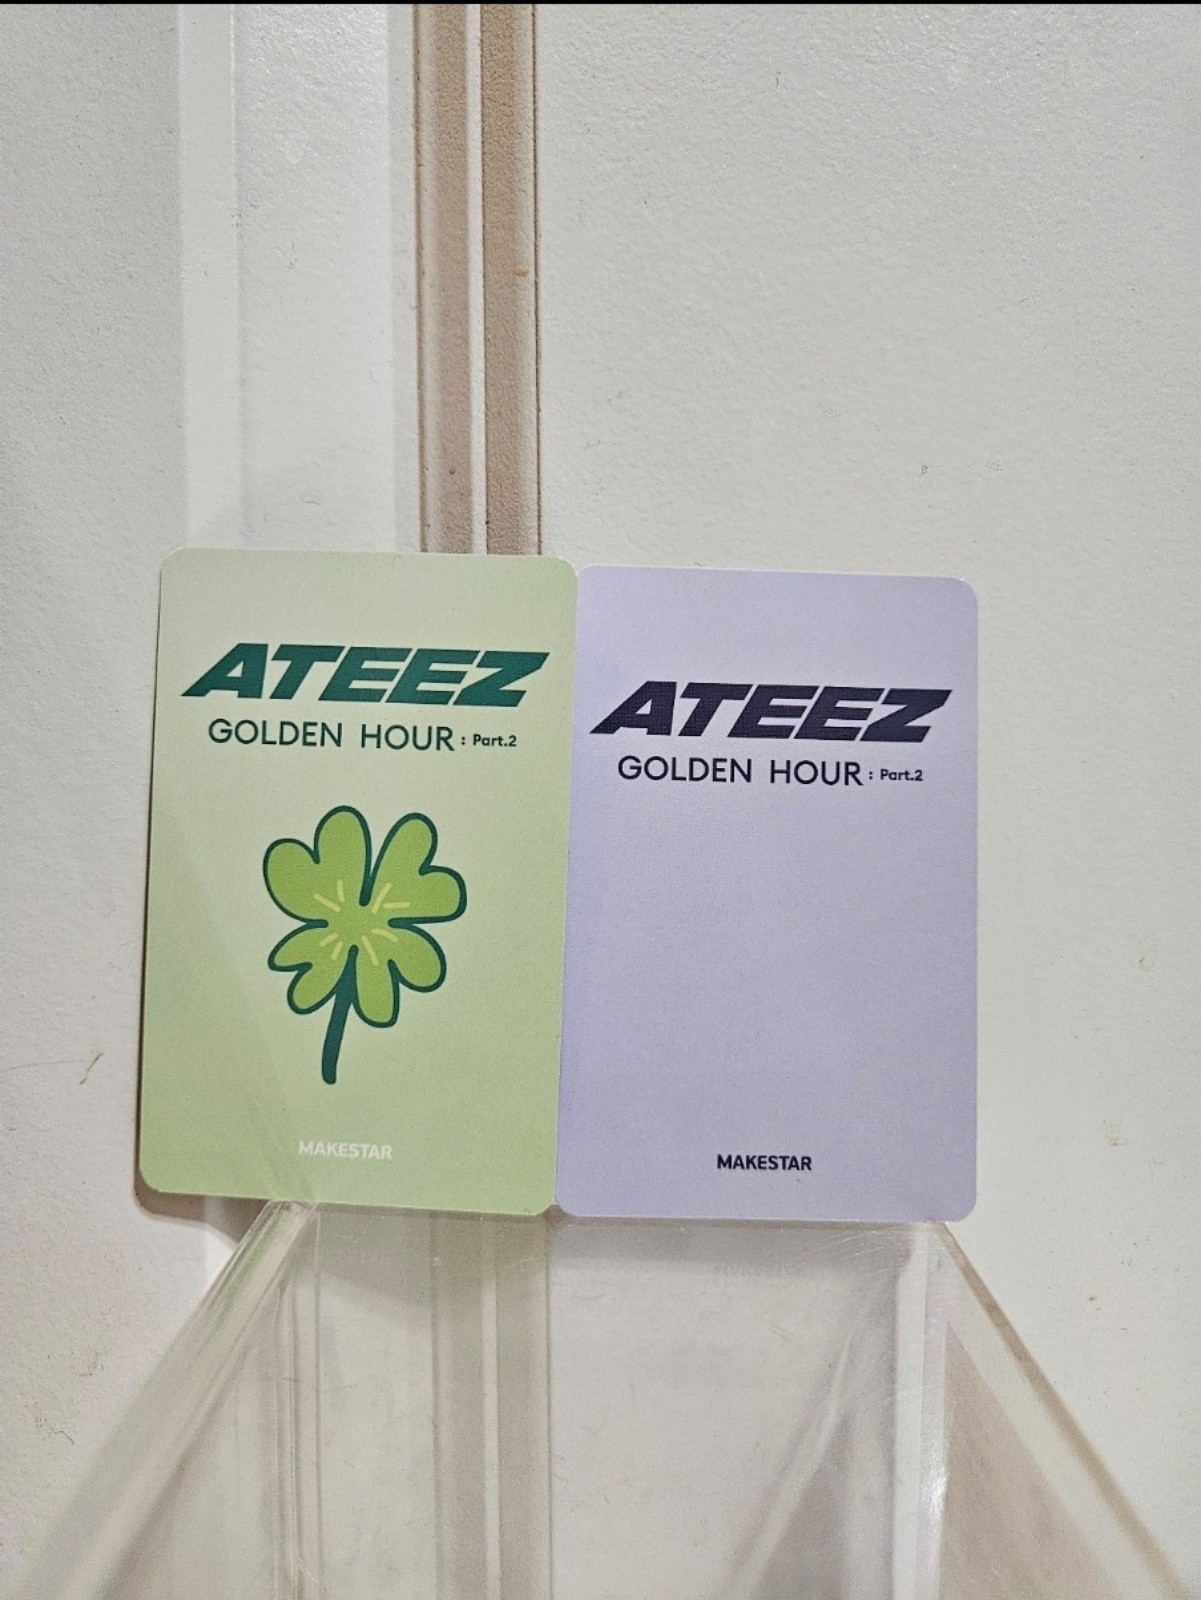 ATEEZ
GOLDEN HOUR : Part.2
MAKESTAR
ATEEZ
GOLDEN HOUR : Part.2
MAKESTAR